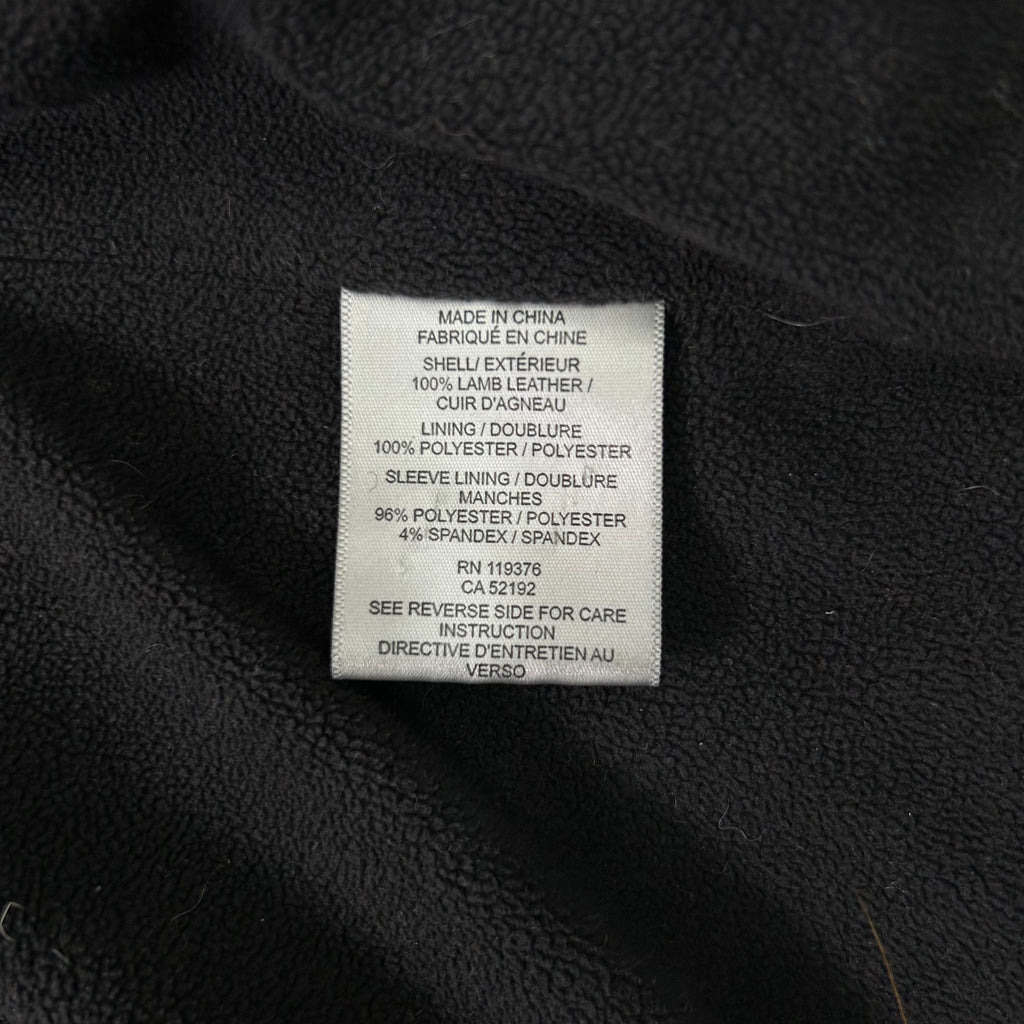 MADE IN CHINA
FABRIQUÉ EN CHINE
SHELL/ EXTÉRIEUR
100% LAMB LEATHER /
CUIR D'AGNEAU
LINING / DOUBLURE
100% POLYESTER / POLYESTER
SLEEVE LINING / DOUBLURE
MANCHES
96% POLYESTER / POLYESTER
4% SPANDEX / SPANDEX
RN 119376
CA 52192
SEE REVERSE SIDE FOR CARE
INSTRUCTION
DIRECTIVE D'ENTRETIEN AU
VERSO